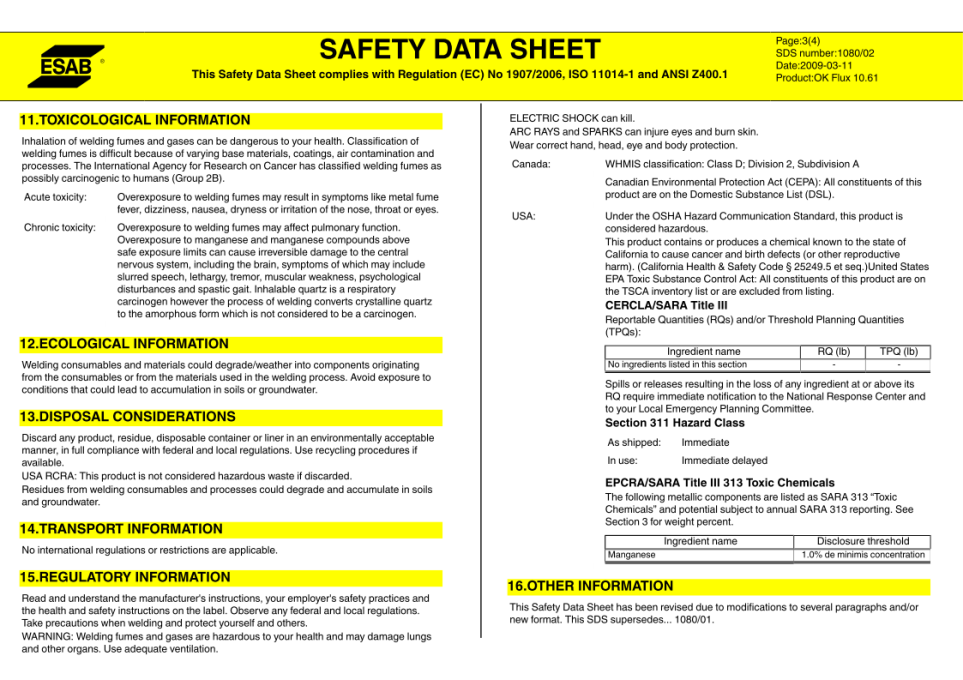 ESAB ®
SAFETY DATA SHEET
This Safety Data Sheet complies with Regulation (EC) No 1907/2006, ISO 11014-1 and ANSI Z400.1
Page:3(4)
SDS number:1080/02
Date:2009-03-11
Product:OK Flux 10.61
11.TOXICOLOGICAL INFORMATION
Inhalation of welding fumes and gases can be dangerous to your health. Classification of
welding fumes is difficult because of varying base materials, coatings, air contamination and
processes. The International Agency for Research on Cancer has classified welding fumes as
possibly carcinogenic to humans (Group 2B).
Acute toxicity: Overexposure to welding fumes may result in symptoms like metal fume
fever, dizziness, nausea, dryness or irritation of the nose, throat or eyes.
Chronic toxicity: Overexposure to welding fumes may affect pulmonary function.
Overexposure to manganese and manganese compounds above
safe exposure limits can cause irreversible damage to the central
nervous system, including the brain, symptoms of which may include
slurred speech, lethargy, tremor, muscular weakness, psychological
disturbances and spastic gait. Inhalable quartz is a respiratory
carcinogen however the process of welding converts crystalline quartz
to the amorphous form which is not considered to be a carcinogen.
12.ECOLOGICAL INFORMATION
Welding consumables and materials could degrade/weather into components originating
from the consumables or from the materials used in the welding process. Avoid exposure to
conditions that could lead to accumulation in soils or groundwater.
13.DISPOSAL CONSIDERATIONS
Discard any product, residue, disposable container or liner in an environmentally acceptable
manner, in full compliance with federal and local regulations. Use recycling procedures if
available.
USA RCRA: This product is not considered hazardous waste if discarded.
Residues from welding consumables and processes could degrade and accumulate in soils
and groundwater.
14.TRANSPORT INFORMATION
No international regulations or restrictions are applicable.
15.REGULATORY INFORMATION
Read and understand the manufacturer's instructions, your employer's safety practices and
the health and safety instructions on the label. Observe any federal and local regulations.
Take precautions when welding and protect yourself and others.
WARNING: Welding fumes and gases are hazardous to your health and may damage lungs
and other organs. Use adequate ventilation.
ELECTRIC SHOCK can kill.
ARC RAYS and SPARKS can injure eyes and burn skin.
Wear correct hand, head, eye and body protection.
Canada: WHMIS classification: Class D; Division 2, Subdivision A
Canadian Environmental Protection Act (CEPA): All constituents of this
product are on the Domestic Substance List (DSL).
USA: Under the OSHA Hazard Communication Standard, this product is
considered hazardous.
This product contains or produces a chemical known to the state of
California to cause cancer and birth defects (or other reproductive
harm). (California Health & Safety Code § 25249.5 et seq.)United States
EPA Toxic Substance Control Act: All constituents of this product are on
the TSCA inventory list or are excluded from listing.
CERCLA/SARA Title III
Reportable Quantities (RQs) and/or Threshold Planning Quantities
(TPQs):
Ingredient name RQ (lb) TPQ (lb)
No ingredients listed in this section - -
Spills or releases resulting in the loss of any ingredient at or above its
RQ require immediate notification to the National Response Center and
to your Local Emergency Planning Committee.
Section 311 Hazard Class
As shipped: Immediate
In use: Immediate delayed
EPCRA/SARA Title III 313 Toxic Chemicals
The following metallic components are listed as SARA 313 “Toxic
Chemicals” and potential subject to annual SARA 313 reporting. See
Section 3 for weight percent.
Ingredient name Disclosure threshold
Manganese 1.0% de minimis concentration
16.OTHER INFORMATION
This Safety Data Sheet has been revised due to modifications to several paragraphs and/or
new format. This SDS supersedes... 1080/01.